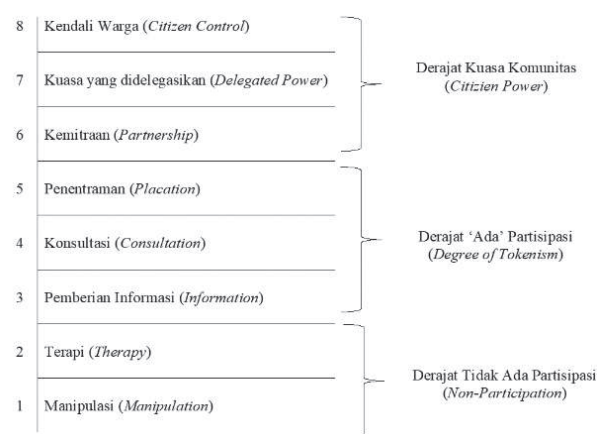 8 Kendali Warga (Citizen Control)
7 Kuasa yang didelegasikan (Delegated Power)
6 Kemitraan (Partnership)
Derajat Kuasa Komunitas
(Citizien Power)
5 Penentraman (Placation)
4 Konsultasi (Consultation)
3 Pemberian Informasi (Information)
Derajat ‘Ada’ Partisipasi
(Degree of Tokenism)
2 Terapi (Therapy)
1 Manipulasi (Manipulation)
Derajat Tidak Ada Partisipasi
(Non-Participation)